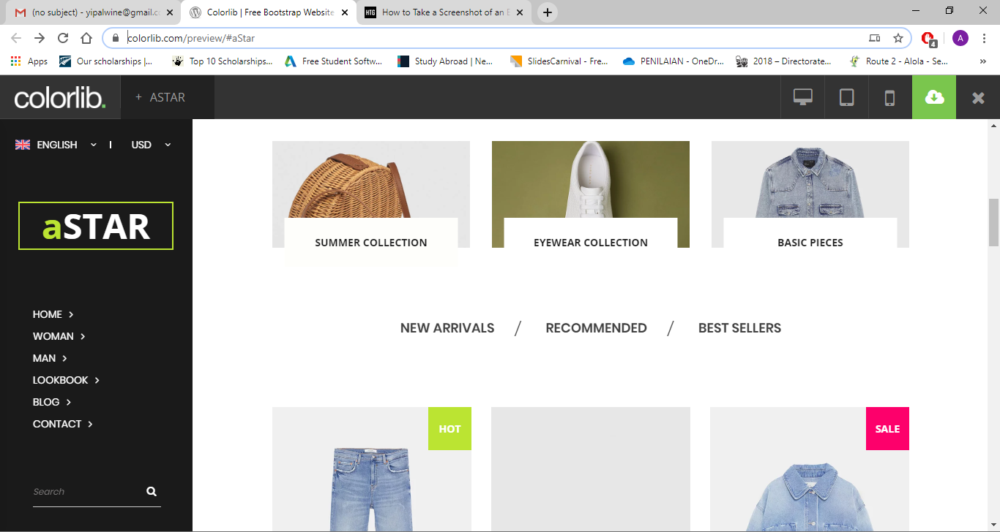 (no subject) - yipalwine@gmail.c
Colorlib | Free Bootstrap Website
HTG How to Take a Screenshot of an E
colorlib.com/preview/#aStar
4
A
Apps
Our scholarships |...
Top 10 Scholarships...
Free Student Softw...
Study Abroad | Ne...
SlidesCarnival - Fre...
PENILAIAN - OneDr...
2018 – Directorate...
Route 2 - Alola - Se...
colorlib.
+ ASTAR
ENGLISH | USD
aSTAR
HOME
WOMAN
MAN
LOOKBOOK
BLOG
CONTACT
Search
SUMMER COLLECTION
EYEWEAR COLLECTION
BASIC PIECES
NEW ARRIVALS / RECOMMENDED / BEST SELLERS
HOT
SALE